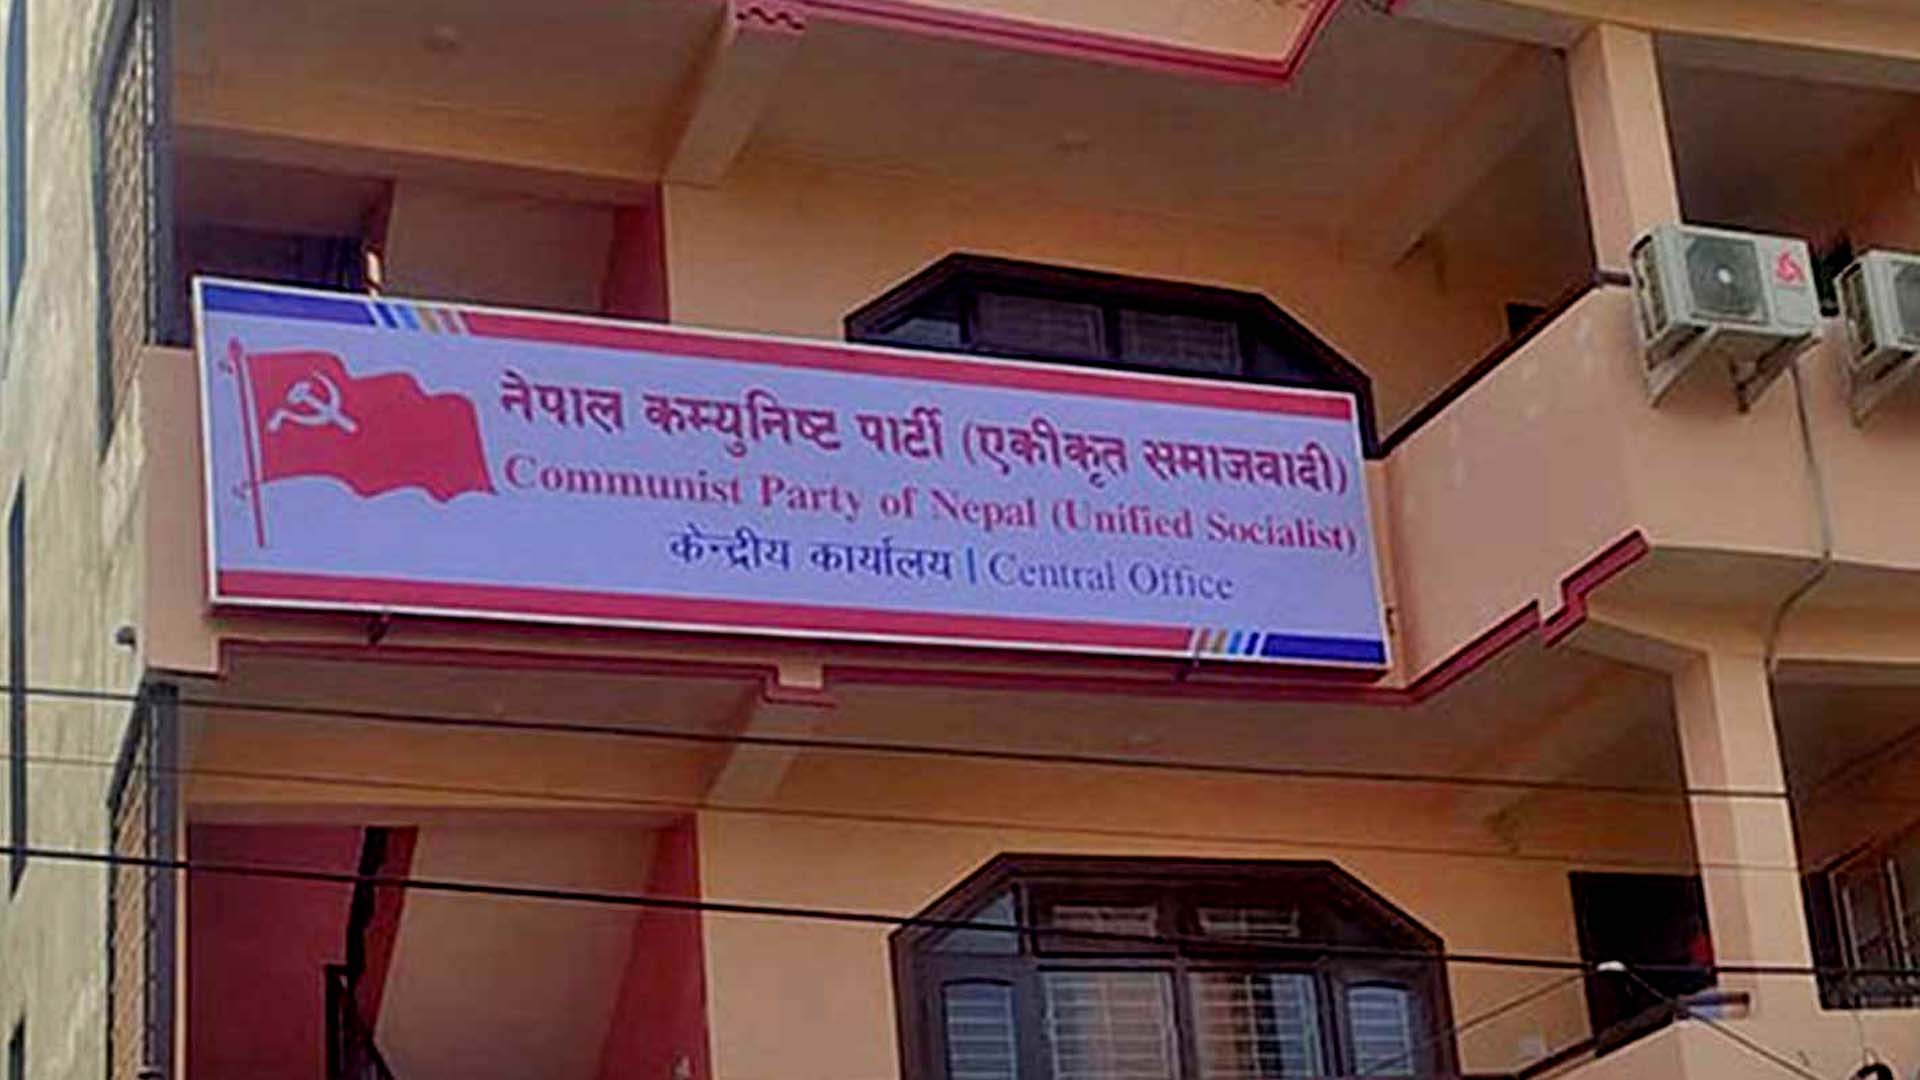 नेपाल कम्युनिष्ट पार्टी (एकीकृत समाजवादी)
Communist Party of Nepal (Unified Socialist)
केन्द्रीय कार्यालय | Central Office